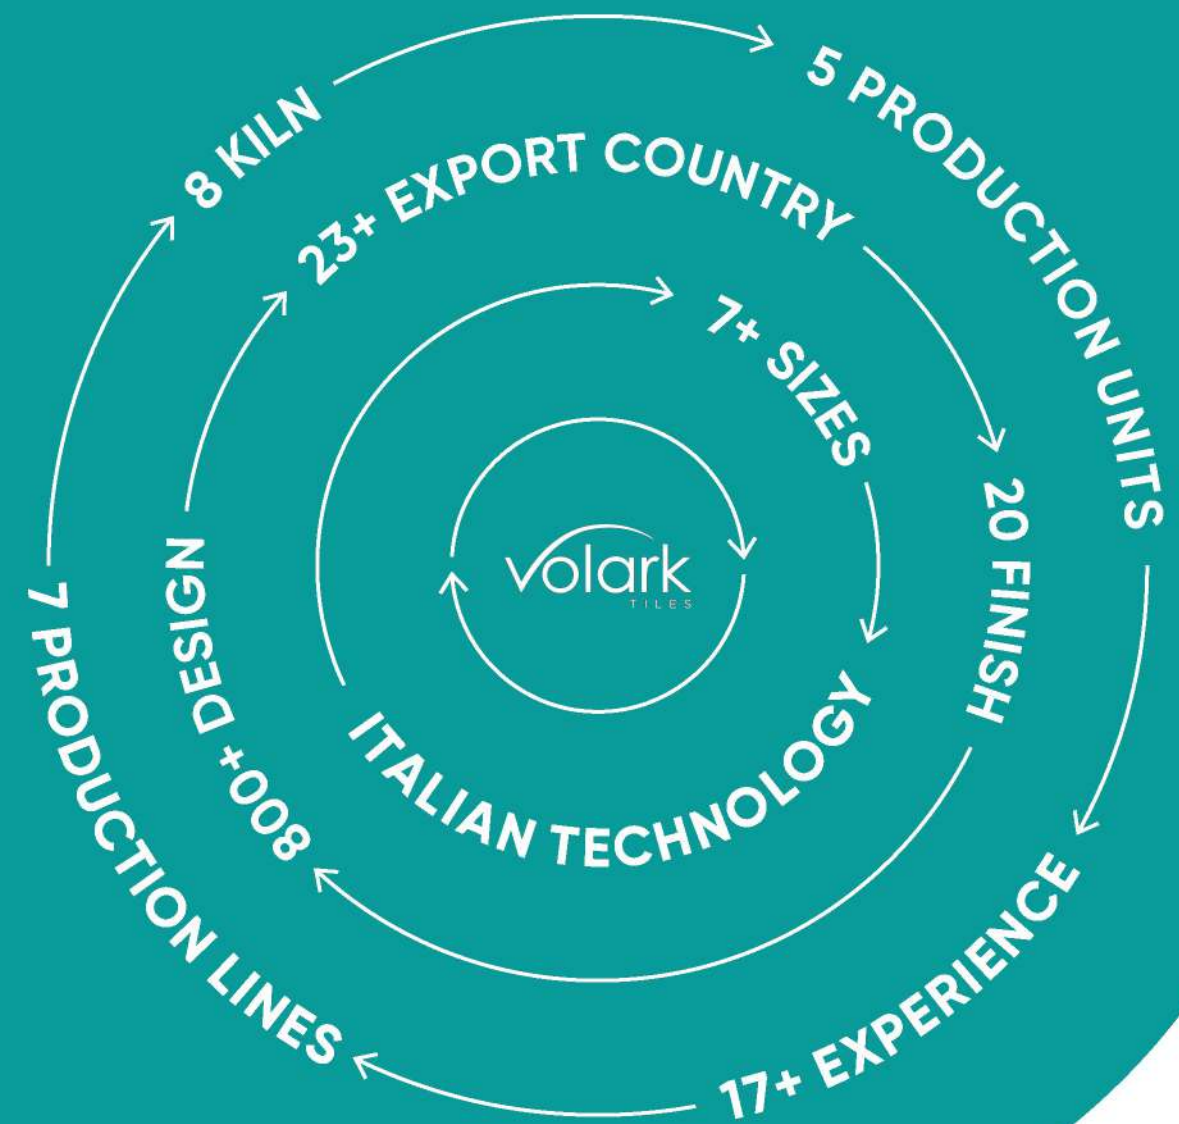 8 KILN
5 PRODUCTION UNITS
17+ EXPERIENCE
7 PRODUCTION LINES
23+ EXPORT COUNTRY
20 FINISH
800+ DESIGN
7+ SIZES
ITALIAN TECHNOLOGY
volark
TILES